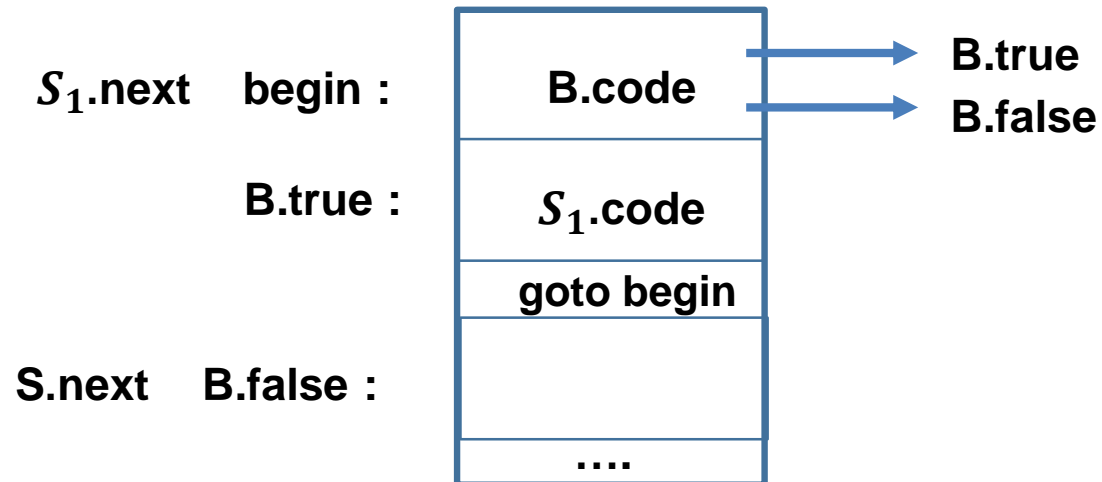 S₁.next begin : B.code B.true
B.false
B.true : S₁.code
goto begin
S.next B.false :
....